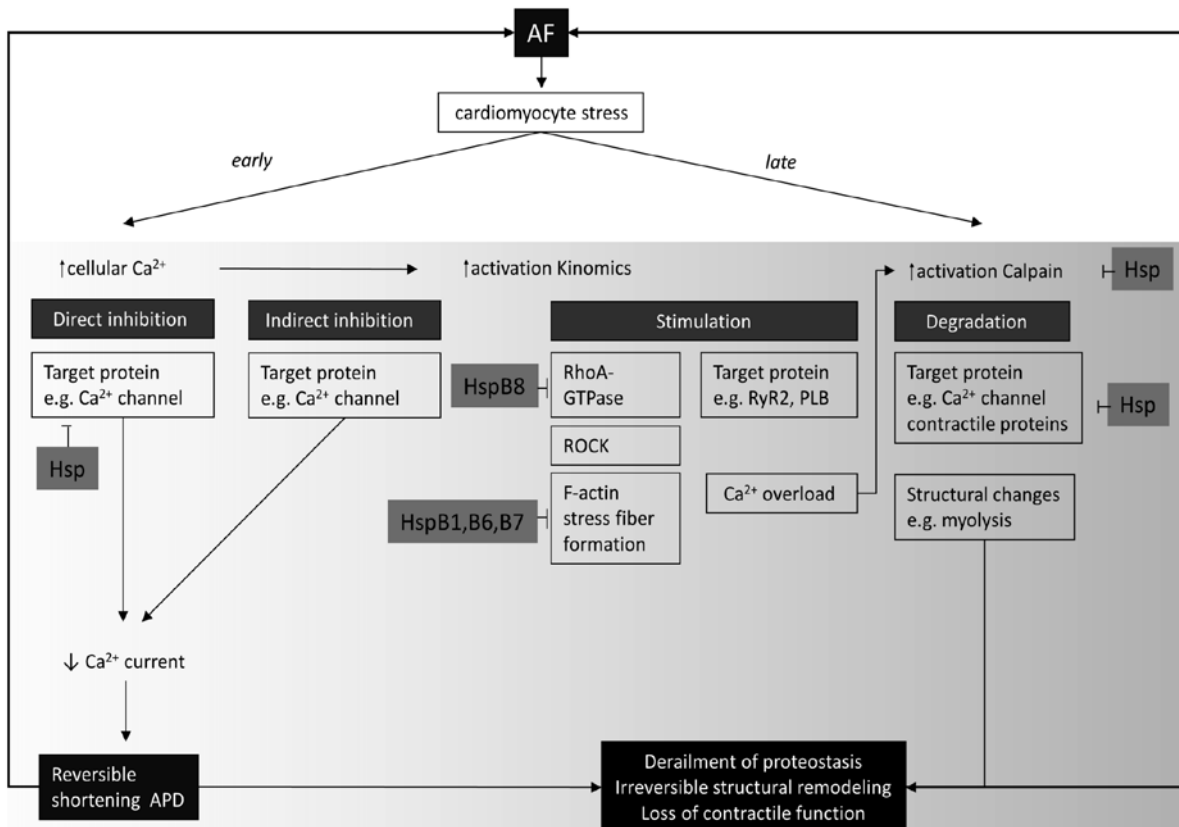 AF
cardiomyocyte stress
early
late
↑cellular Ca²⁺
↑activation Kinomics
↑activation Calpain
Hsp
Direct inhibition
Indirect inhibition
Stimulation
Degradation
Target protein
e.g. Ca²⁺ channel
Target protein
e.g. Ca²⁺ channel
HspB8
RhoA-
GTPase
Target protein
e.g. RyR2, PLB
Target protein
e.g. Ca²⁺ channel
contractile proteins
Hsp
Hsp
ROCK
HspB1,B6,B7
F-actin
stress fiber
formation
Ca²⁺ overload
Structural changes
e.g. myolysis
↓ Ca²⁺ current
Reversible
shortening APD
Derailment of proteostasis
Irreversible structural remodeling
Loss of contractile function